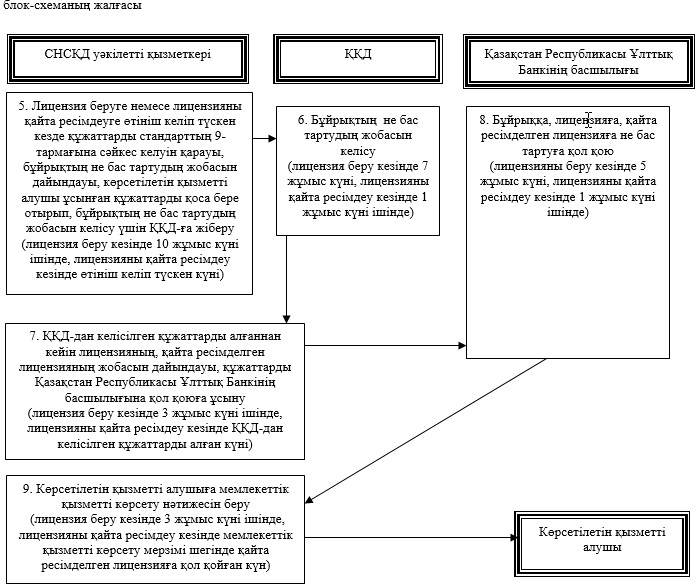 блок-схеманың жалғасы
СНСҚД уәкілетті қызметкері
ҚҚД
Қазақстан Республикасы Ұлттық
Банкінің басшылығы
5. Лицензия беруге немесе лицензияны
қайта ресімдеуге өтініш келіп түскен
кезде құжаттарды стандарттың 9-
тармағына сәйкес келуін қарауы,
бұйрықтың не бас тартудың жобасын
дайындауы, көрсетілетін қызметті
алушы ұсынған құжаттарды қоса бере
отырып, бұйрықтың не бас тартудың
жобасын келісу үшін ҚҚД-ға жіберу
(лицензия беру кезінде 10 жұмыс күні
ішінде, лицензияны қайта ресімдеу
кезінде өтініш келіп түскен күні)
6. Бұйрықтың не бас
тартудың жобасын
келісу
(лицензия беру кезінде 7
жұмыс күні, лицензияны
қайта ресімдеу кезінде 1
жұмыс күні ішінде)
8. Бұйрыққа, лицензияға, қайта
ресімделген лицензияға не бас
тартуға қол қою
(лицензияны беру кезінде 5
жұмыс күні, лицензияны қайта
ресімдеу кезінде 1 жұмыс күні
ішінде)
7. ҚҚД-дан келісілген құжаттарды алғаннан
кейін лицензияның, қайта ресімделген
лицензияның жобасын дайындауы, құжаттарды
Қазақстан Республикасы Ұлттық Банкінің
басшылығына қол қоюға ұсыну
(лицензия беру кезінде 3 жұмыс күні ішінде,
лицензияны қайта ресімдеу кезінде ҚҚД-дан
келісілген құжаттарды алған күні)
9. Көрсетілетін қызметті алушыға мемлекеттік
қызметті көрсету нәтижесін беру
(лицензия беру кезінде 3 жұмыс күні ішінде,
лицензияны қайта ресімдеу кезінде мемлекеттік
қызметті көрсету мерзімі шегінде қайта
ресімделген лицензияға қол қойған күн)
Көрсетілетін қызметті
алушы